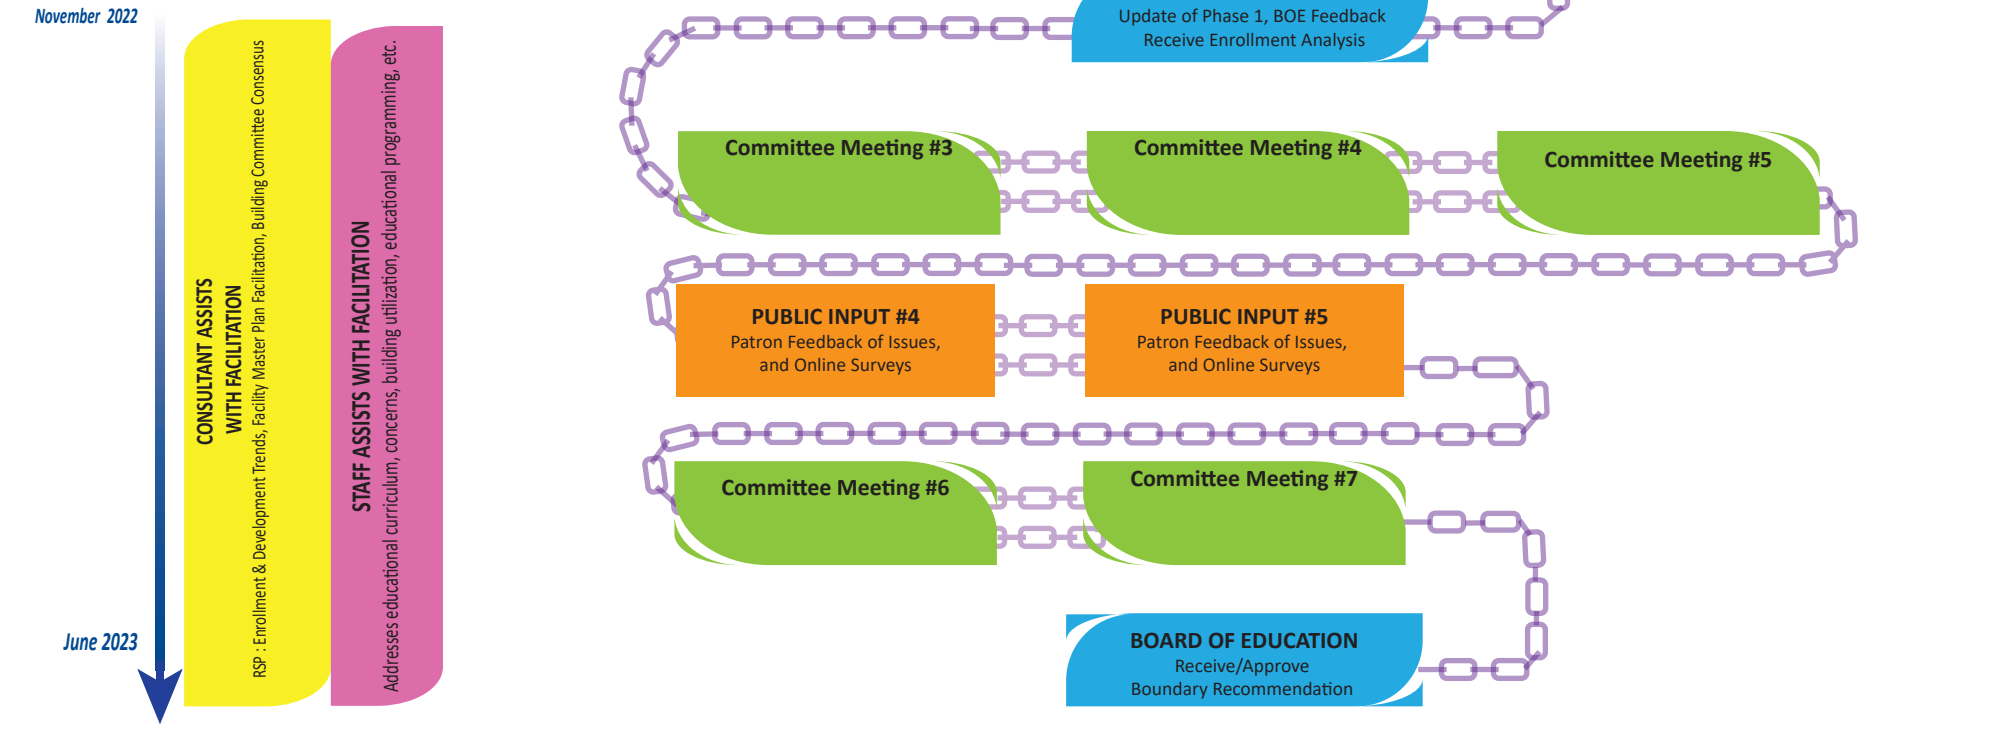 November 2022
June 2023
CONSULTANT ASSISTS
WITH FACILITATION
RSP : Enrollment & Development Trends, Facility Master Plan Facilitation, Building Committee Consensus
STAFF ASSISTS WITH FACILITATION
Addresses educational curriculum, concerns, building utilization, educational programming, etc.
Update of Phase 1, BOE Feedback
Receive Enrollment Analysis
Committee Meeting #3
Committee Meeting #4
Committee Meeting #5
PUBLIC INPUT #4
Patron Feedback of Issues,
and Online Surveys
PUBLIC INPUT #5
Patron Feedback of Issues,
and Online Surveys
Committee Meeting #6
Committee Meeting #7
BOARD OF EDUCATION
Receive/Approve
Boundary Recommendation